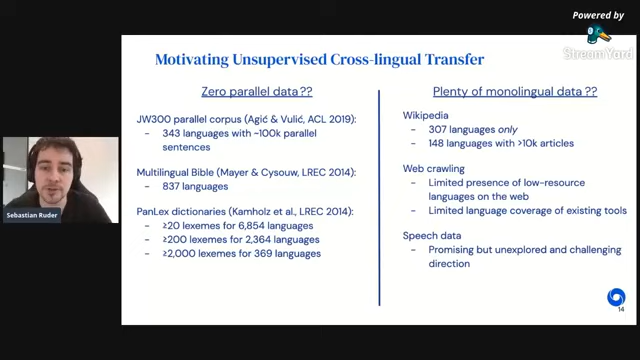 Powered by
StreamYard
Motivating Unsupervised Cross-lingual Transfer
Zero parallel data??
JW300 parallel corpus (Agić & Vulić, ACL 2019):
- 343 languages with ~100k parallel
sentences
Multilingual Bible (Mayer & Cysouw, LREC 2014):
- 837 languages
PanLex dictionaries (Kamholz et al., LREC 2014):
- ≥20 lexemes for 6,854 languages
- ≥200 lexemes for 2,364 languages
- ≥2,000 lexemes for 369 languages
Plenty of monolingual data??
Wikipedia
- 307 languages only
- 148 languages with >10k articles
Web crawling
- Limited presence of low-resource
languages on the web
- Limited language coverage of existing tools
Speech data
- Promising but unexplored and challenging
direction
14
Sebastian Ruder